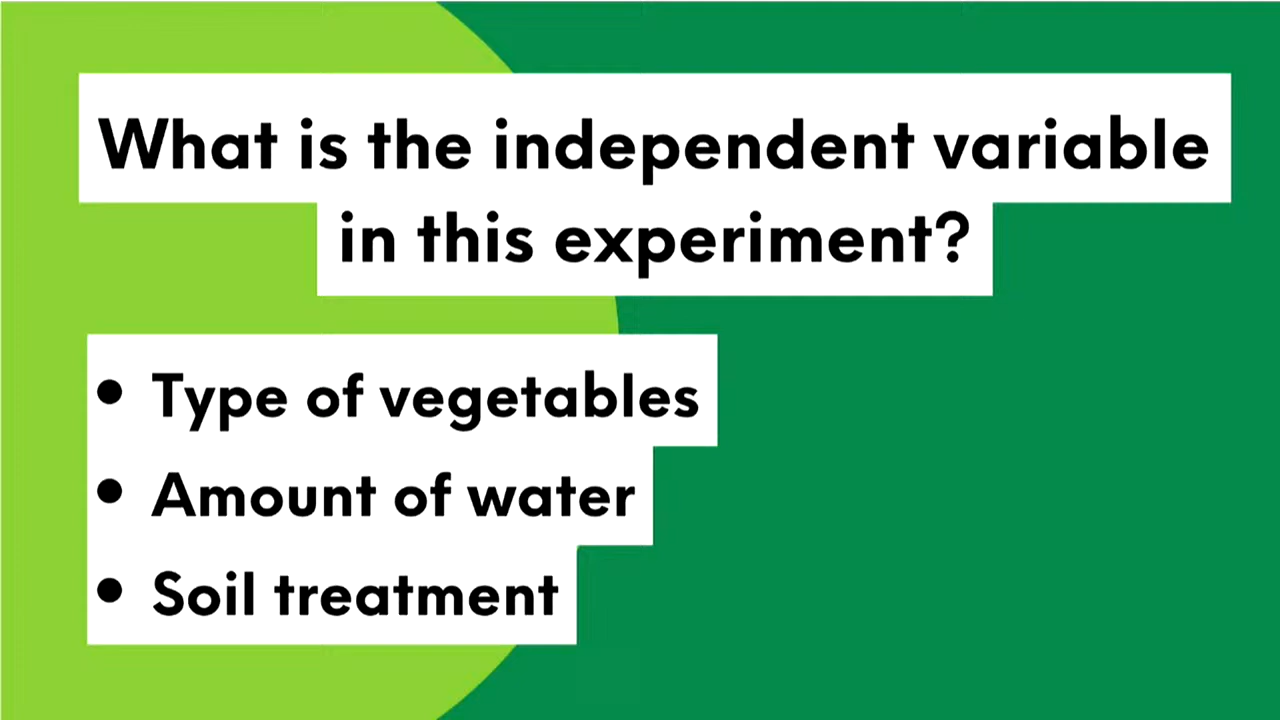 What is the independent variable
in this experiment?
• Type of vegetables
• Amount of water
• Soil treatment